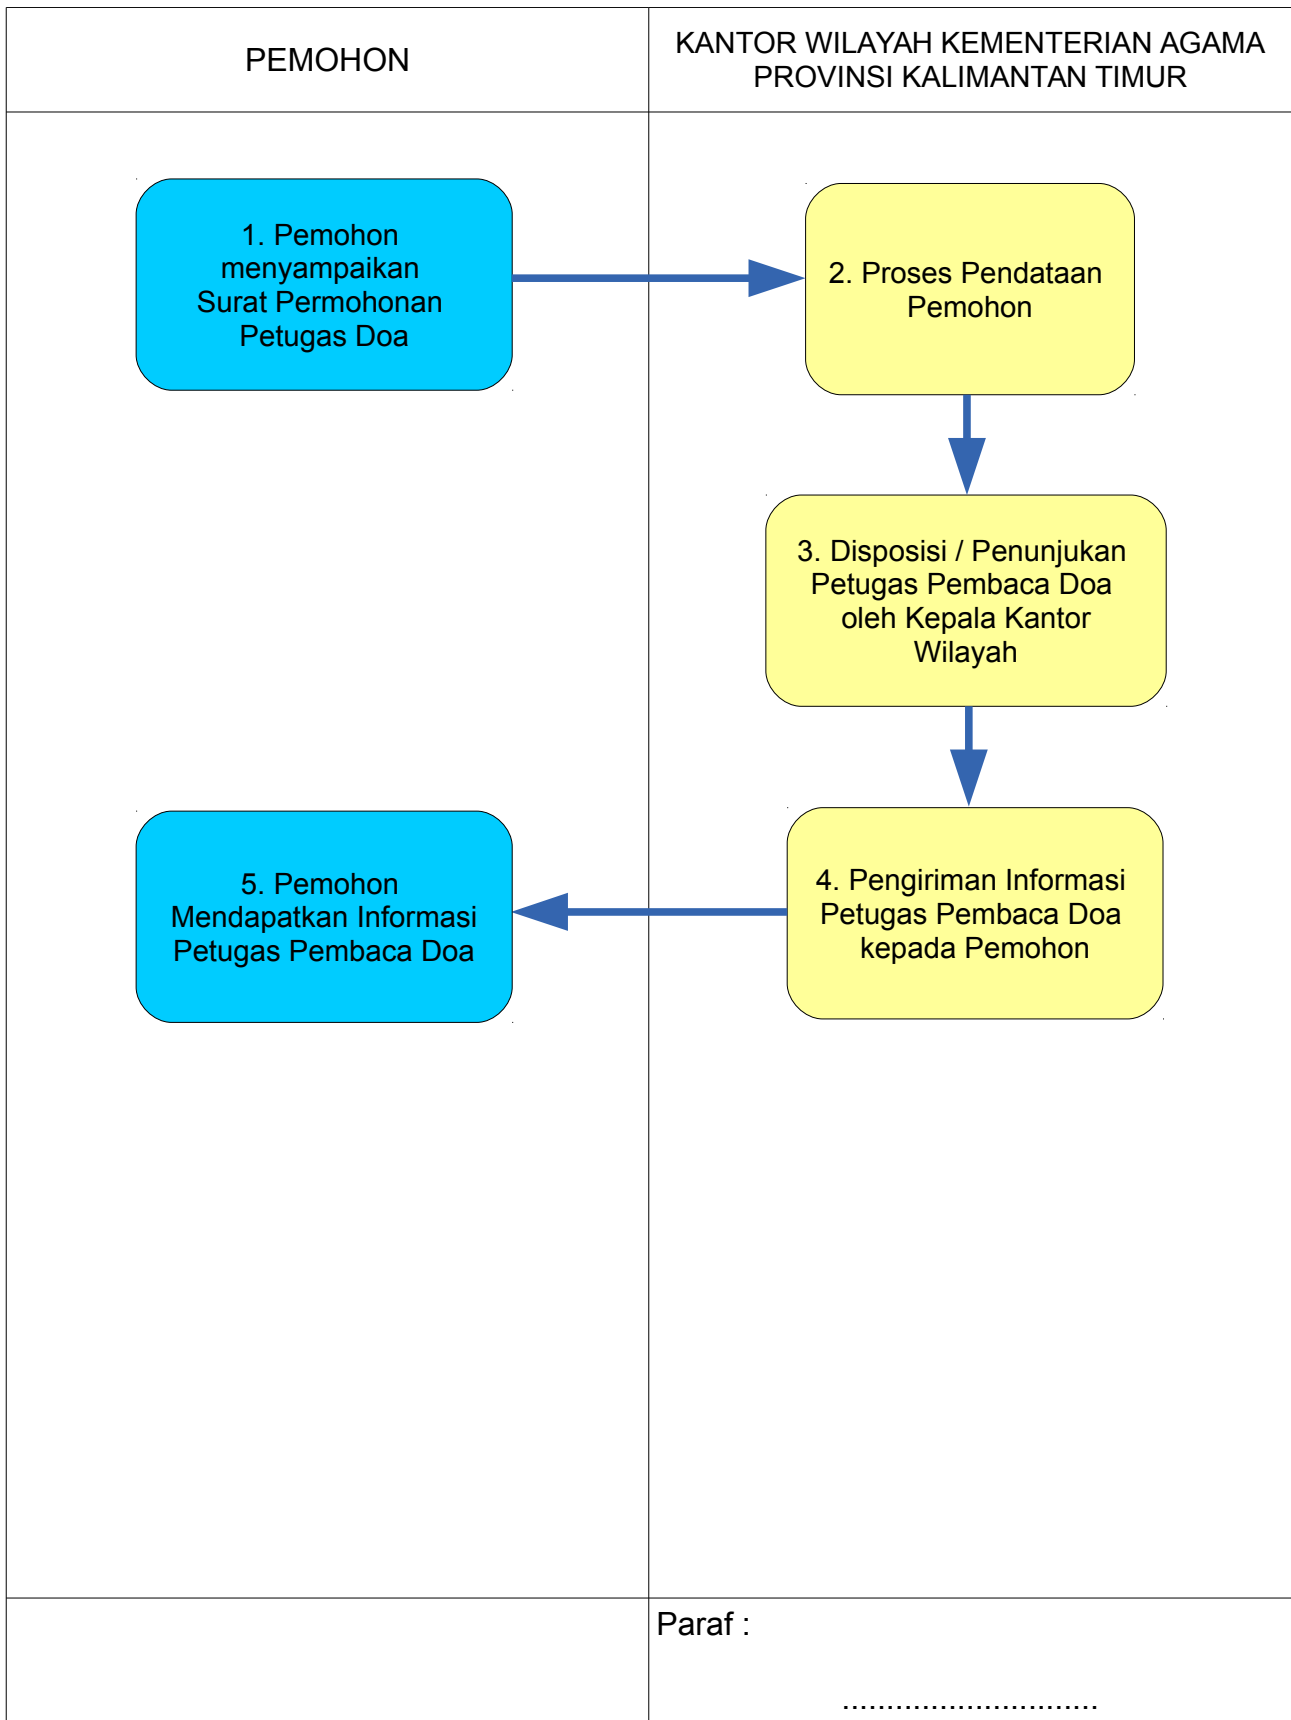 PEMOHON
KANTOR WILAYAH KEMENTERIAN AGAMA
PROVINSI KALIMANTAN TIMUR
1. Pemohon
menyampaikan
Surat Permohonan
Petugas Doa
2. Proses Pendataan
Pemohon
3. Disposisi / Penunjukan
Petugas Pembaca Doa
oleh Kepala Kantor
Wilayah
4. Pengiriman Informasi
Petugas Pembaca Doa
kepada Pemohon
5. Pemohon
Mendapatkan Informasi
Petugas Pembaca Doa
Paraf :
.............................